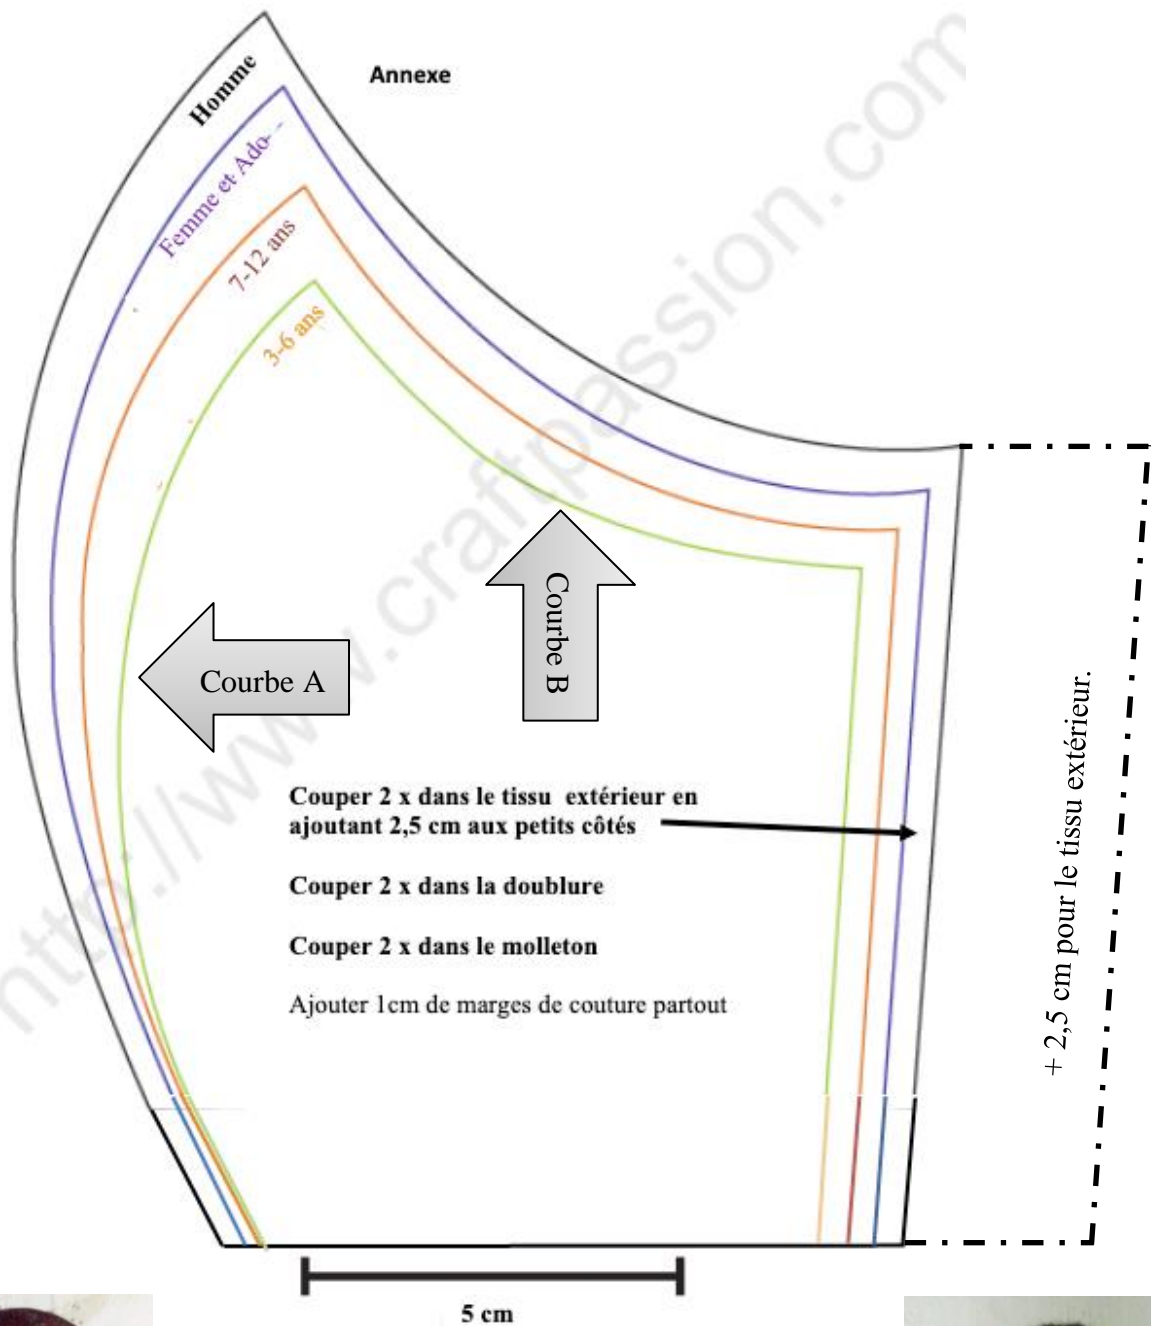 Annexe
Homme
Femme et Ado
7-12 ans
3-6 ans
http://www.craftpassion.com
Courbe B
Courbe A
Couper 2 x dans le tissu extérieur en
ajoutant 2,5 cm aux petits côtés
Couper 2 x dans la doublure
Couper 2 x dans le molleton
Ajouter 1cm de marges de couture partout
+ 2,5 cm pour le tissu extérieur.
5 cm